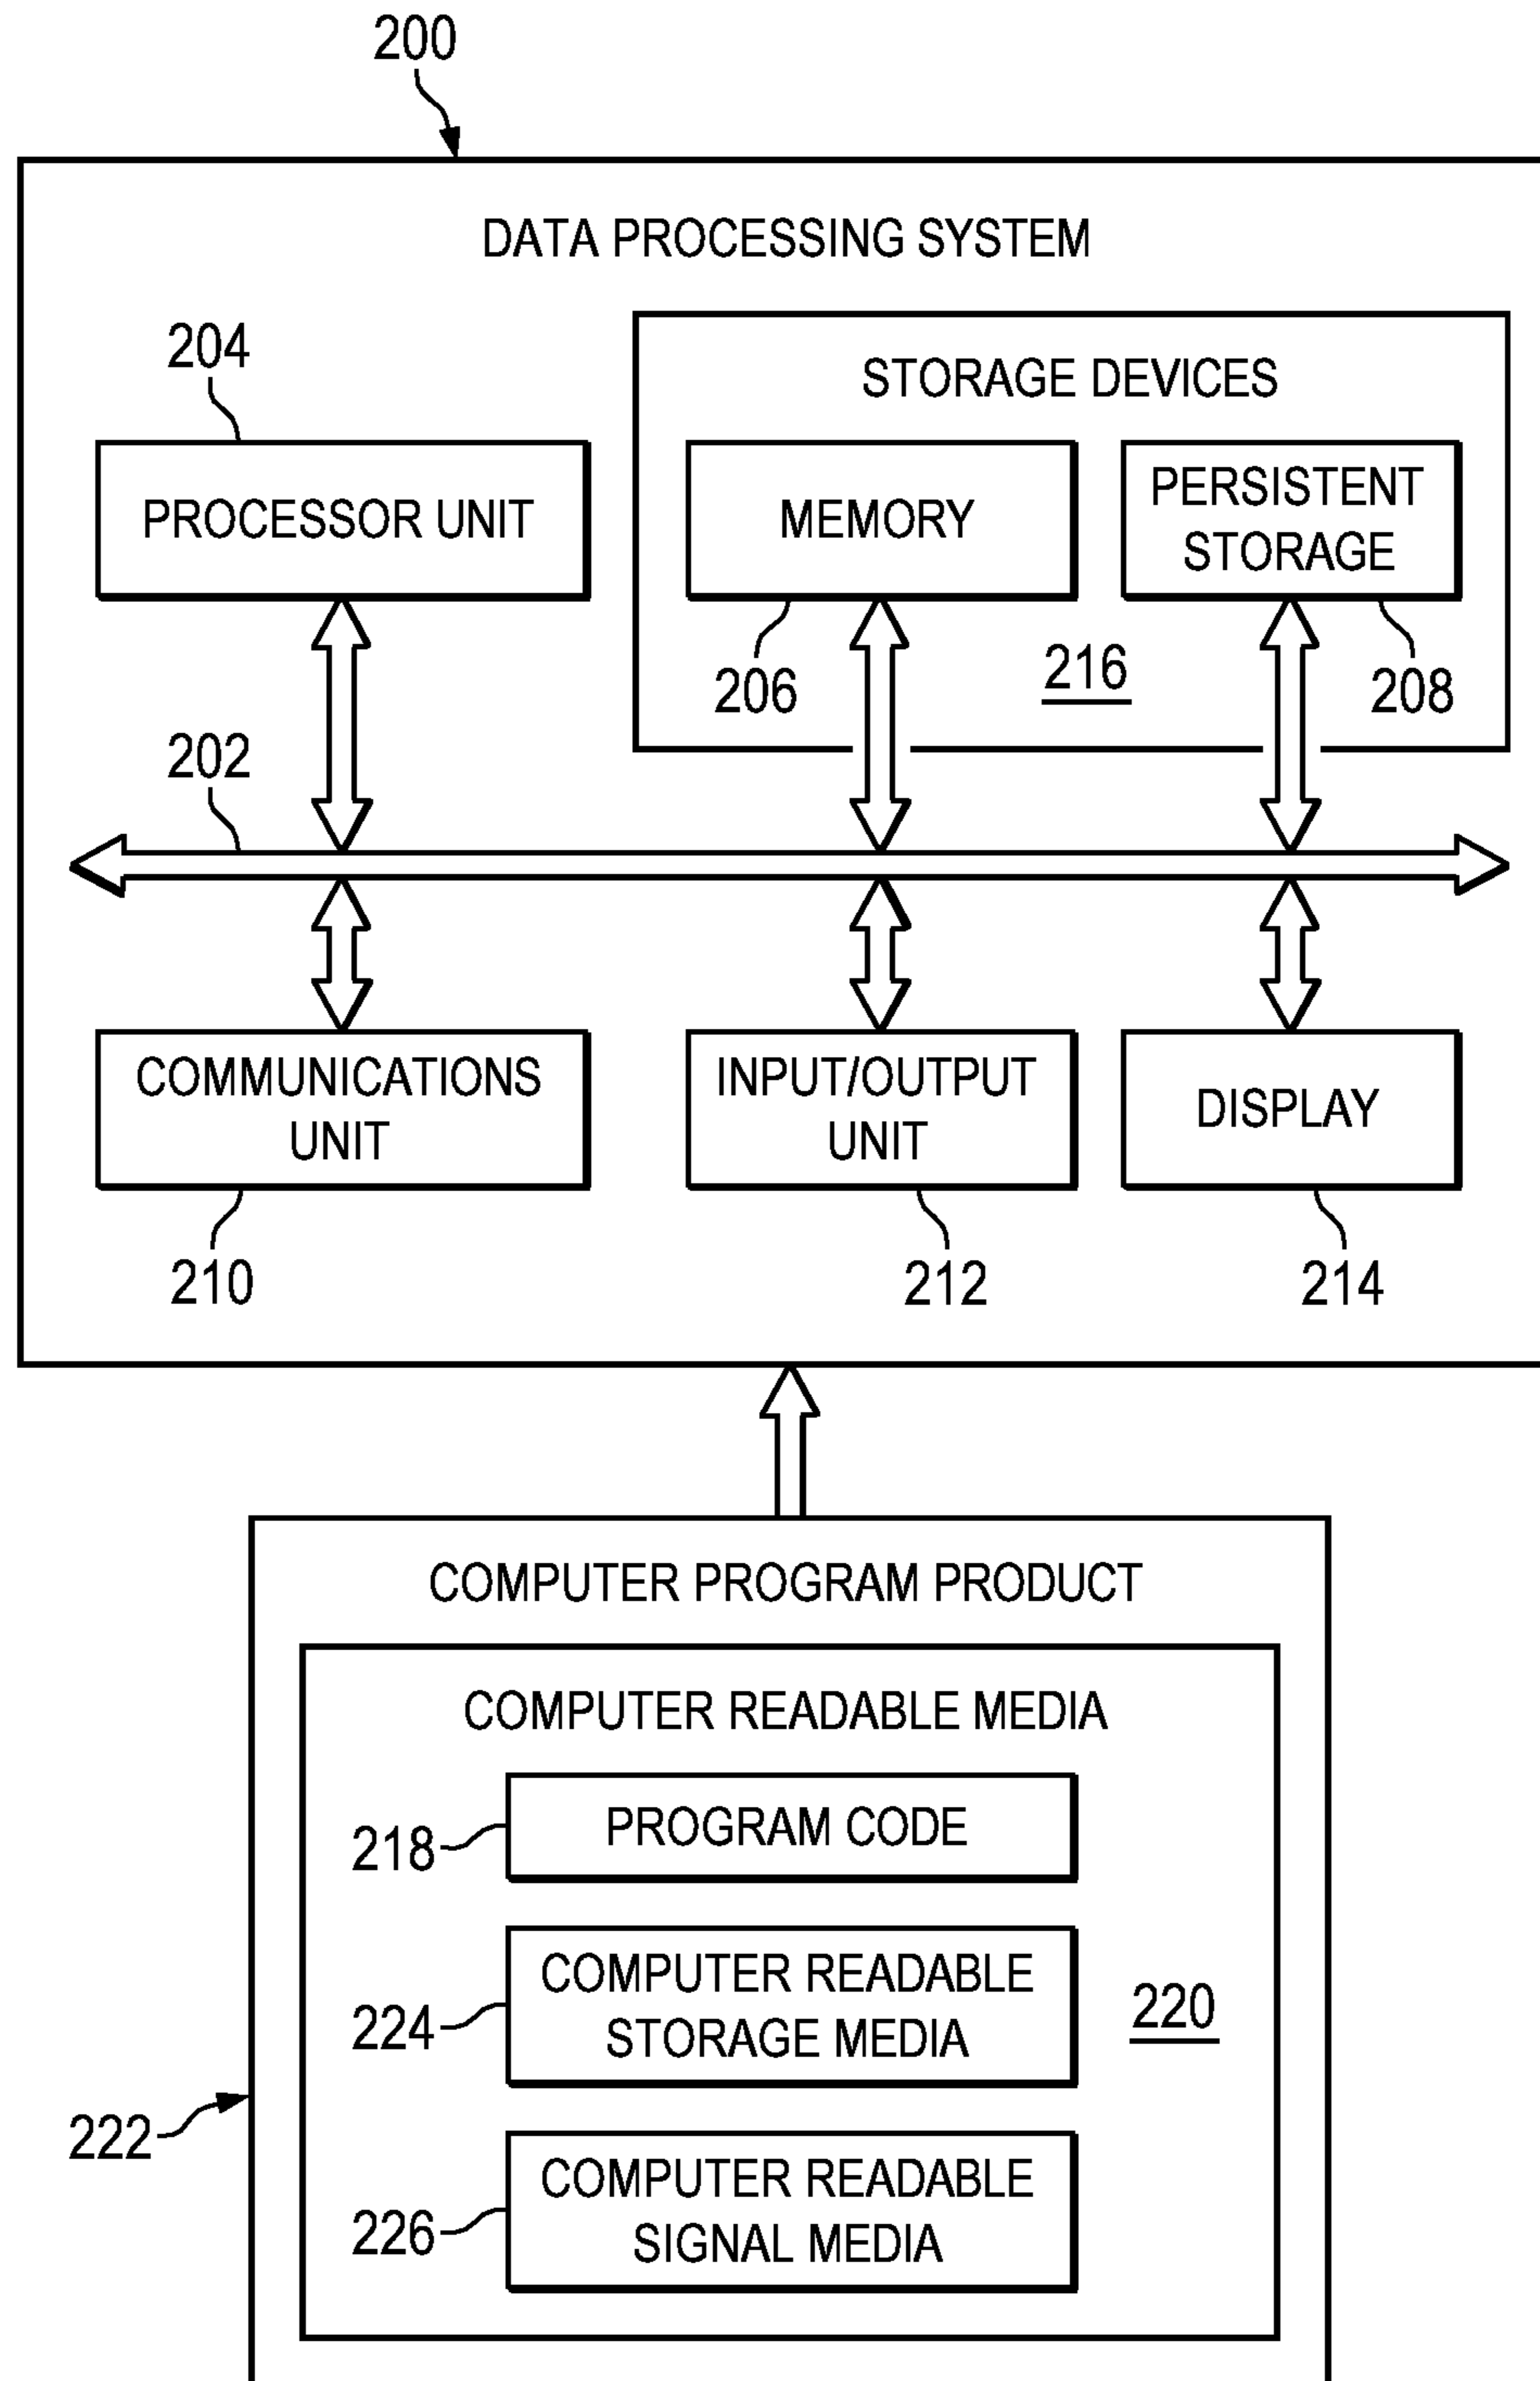 200
DATA PROCESSING SYSTEM
204
STORAGE DEVICES
PROCESSOR UNIT
MEMORY
PERSISTENT
STORAGE
206
216
208
202
COMMUNICATIONS
UNIT
INPUT/OUTPUT
UNIT
DISPLAY
210
212
214
COMPUTER PROGRAM PRODUCT
COMPUTER READABLE MEDIA
218
PROGRAM CODE
224
COMPUTER READABLE
STORAGE MEDIA
220
222
226
COMPUTER READABLE
SIGNAL MEDIA